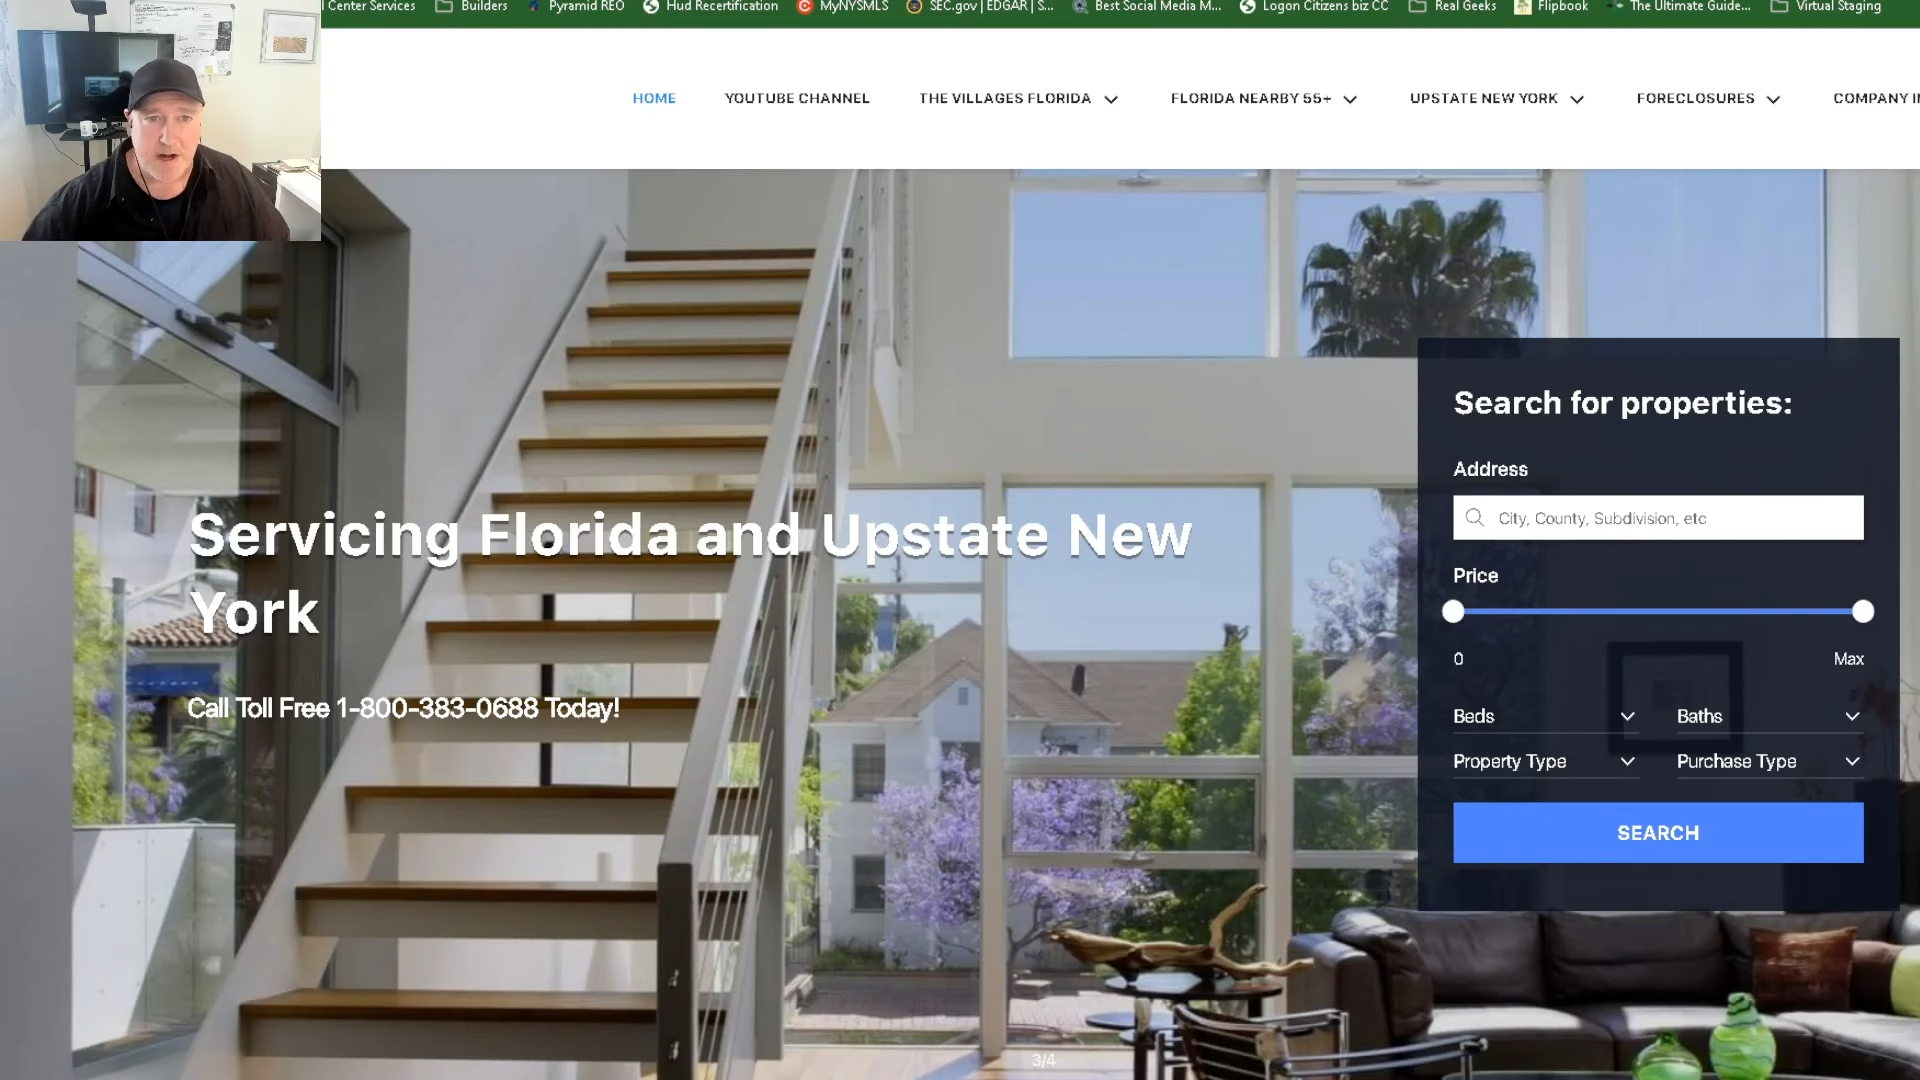 l Center Services
Builders
Pyramid REO
Hud Recertification
MyNYSMLS
SEC.gov | EDGAR | S...
Best Social Media M...
Logon Citizens biz CC
Real Geeks
Flipbook
The Ultimate Guide...
Virtual Staging
HOME
YOUTUBE CHANNEL
THE VILLAGES FLORIDA
FLORIDA NEARBY 55+
UPSTATE NEW YORK
FORECLOSURES
COMPANY IN
Search for properties:
Address
City, County, Subdivision, etc
Price
0
Max
Beds
Baths
Property Type
Purchase Type
SEARCH
Servicing Florida and Upstate New
York
Call Toll Free 1-800-383-0688 Today!
3/4